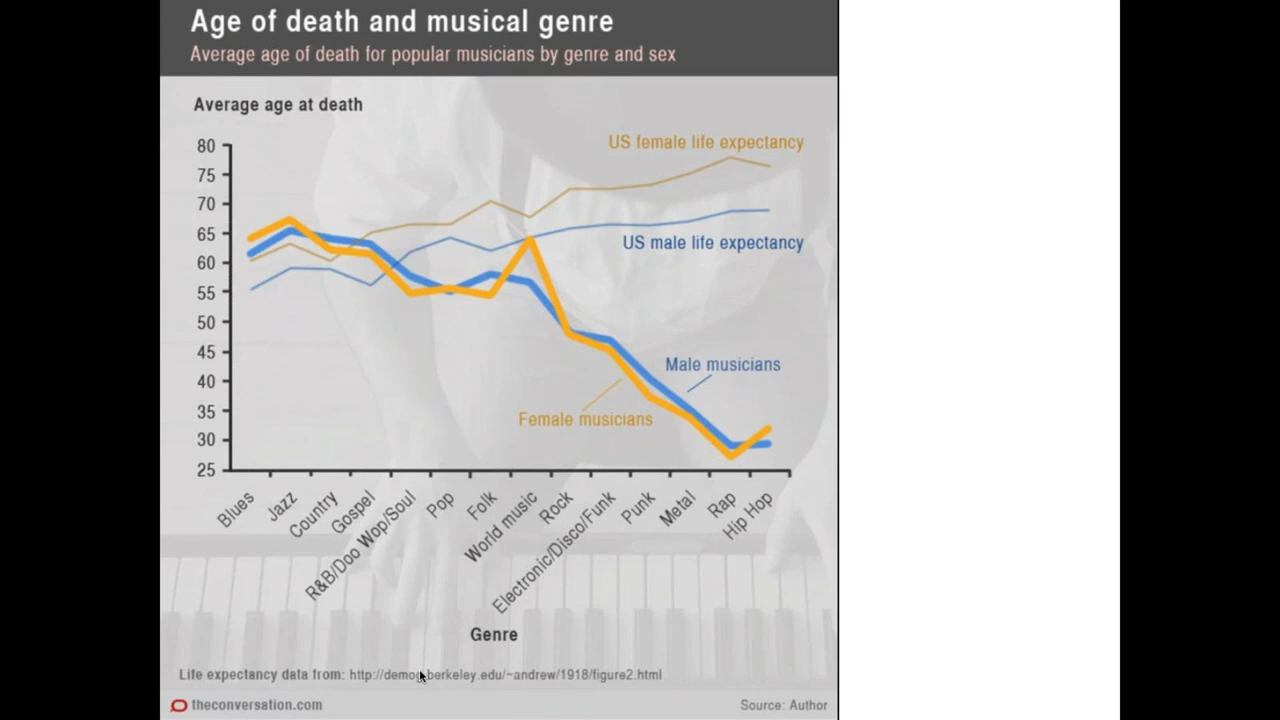 Age of death and musical genre
Average age of death for popular musicians by genre and sex
Average age at death
80
75
70
65
60
55
50
45
40
35
30
25
US female life expectancy
US male life expectancy
Male musicians
Female musicians
Blues
Jazz
Country
Gospel
R&B/Doo Wop/Soul
Pop
Folk
World music
Rock
Electronic/Disco/Funk
Punk
Metal
Rap
Hip Hop
Genre
Life expectancy data from: http://demog.berkeley.edu/~andrew/1918/figure2.html
theconversation.com
Source: Author